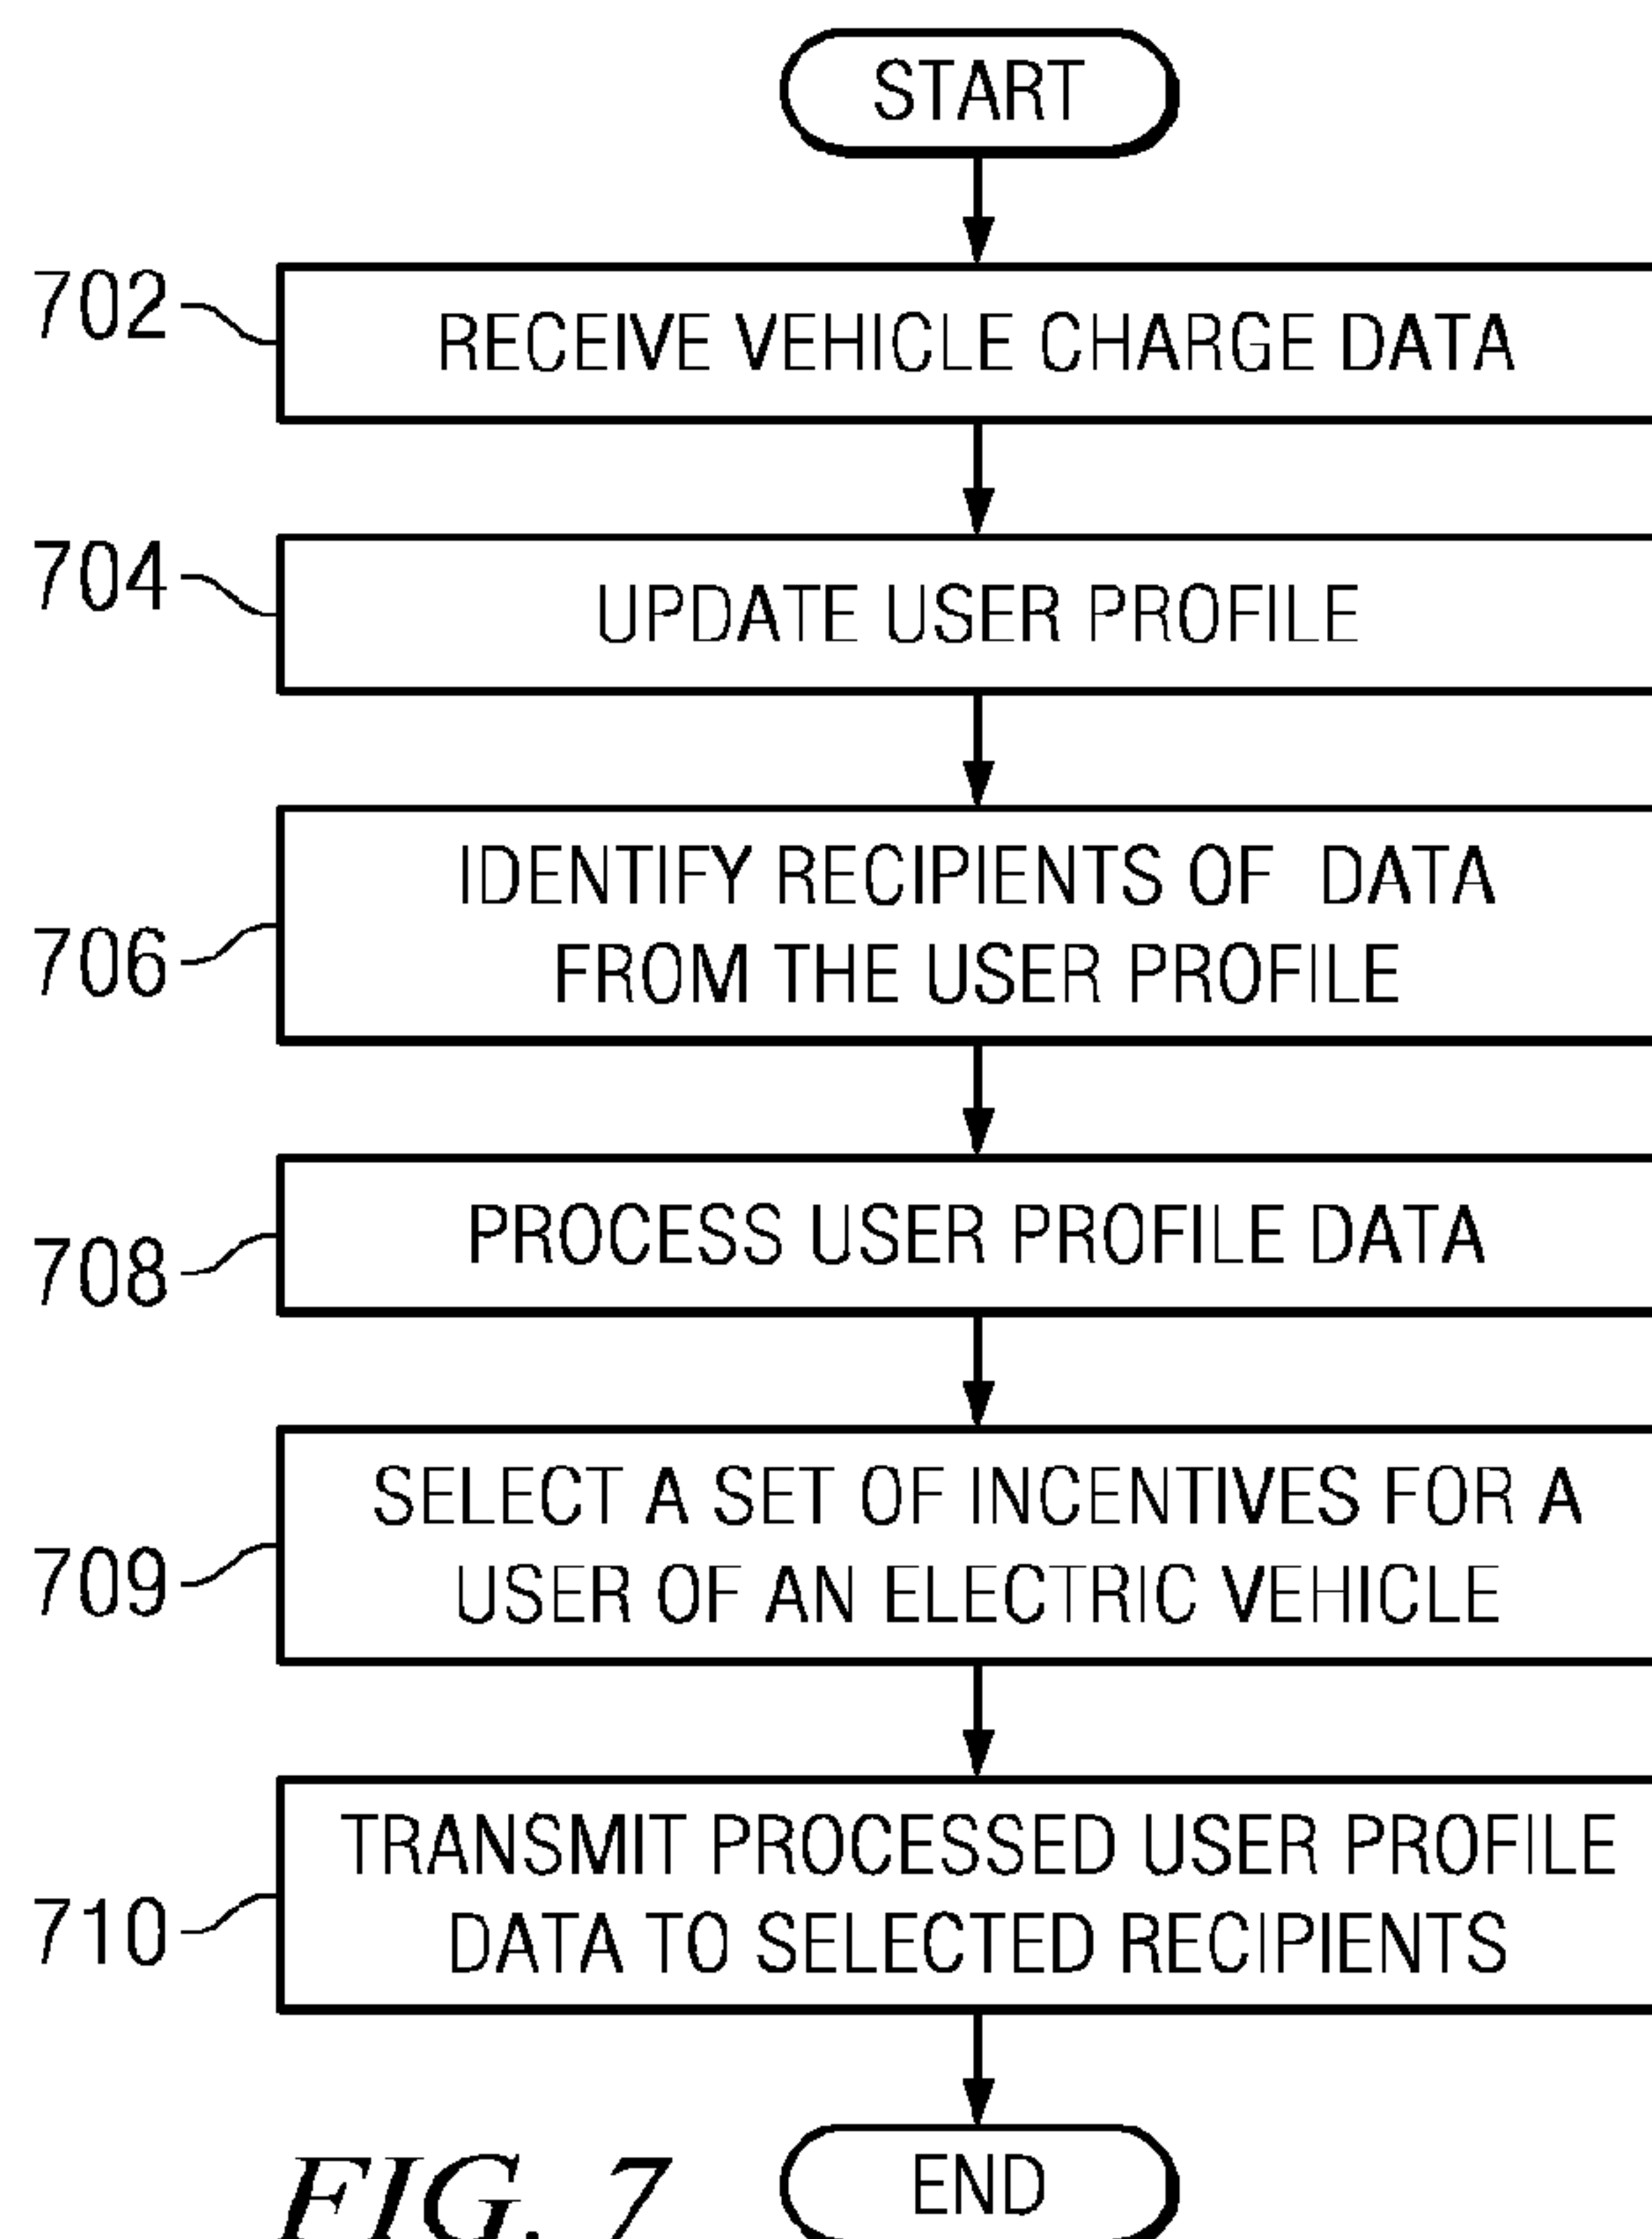 START
702
RECEIVE VEHICLE CHARGE DATA
704
UPDATE USER PROFILE
706
IDENTIFY RECIPIENTS OF DATA
FROM THE USER PROFILE
708
PROCESS USER PROFILE DATA
709
SELECT A SET OF INCENTIVES FOR A
USER OF AN ELECTRIC VEHICLE
710
TRANSMIT PROCESSED USER PROFILE
DATA TO SELECTED RECIPIENTS
FIG. 7
END